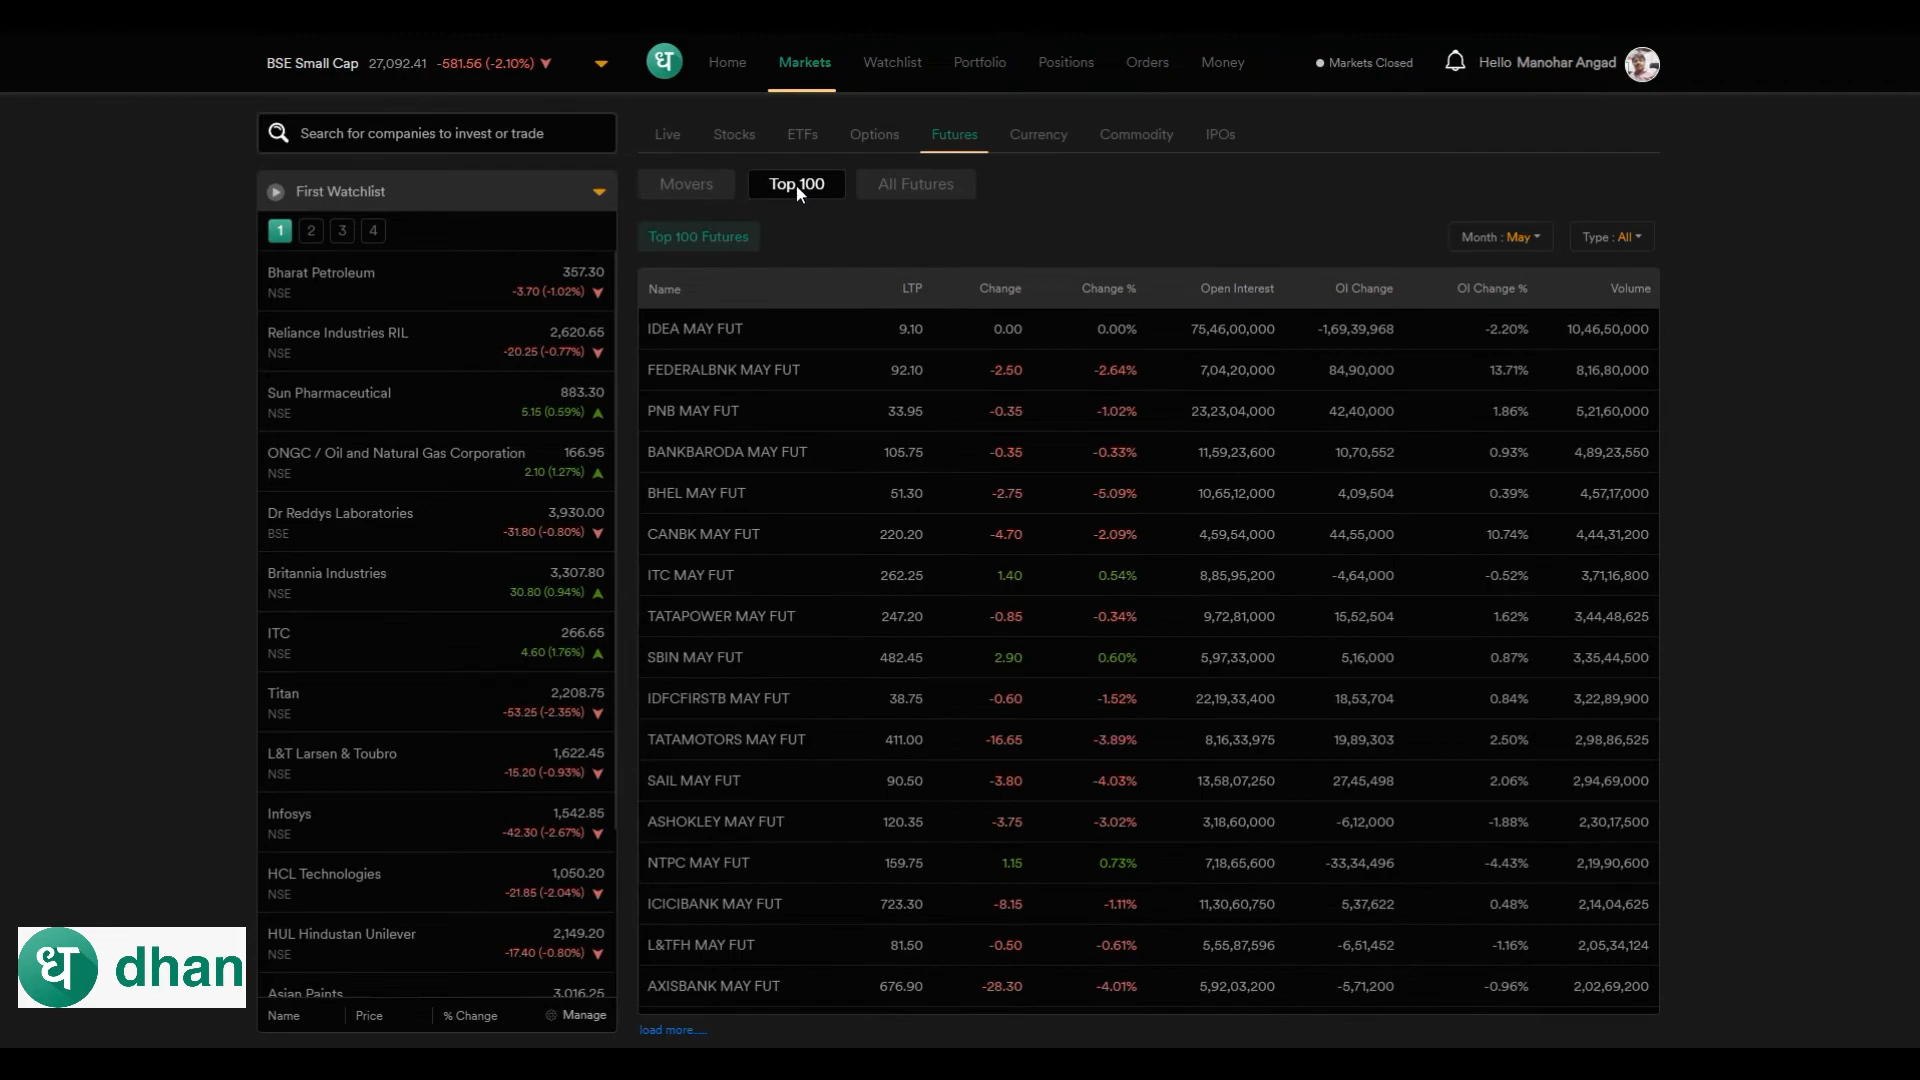 BSE Small Cap 27,092.41 -581.56 (-2.10%)
ध Home Markets Watchlist Portfolio Positions Orders Money
Markets Closed Hello Manohar Angad
Search for companies to invest or trade
Live Stocks ETFs Options Futures Currency Commodity IPOs
Movers Top 100 All Futures
First Watchlist
1 2 3 4
Top 100 Futures Month : May Type : All
Bharat Petroleum 357.30
NSE -3.70 (-1.02%)
Reliance Industries RIL 2,620.65
NSE -20.25 (-0.77%)
Sun Pharmaceutical 883.30
NSE 5.15 (0.59%)
ONGC / Oil and Natural Gas Corporation 166.95
NSE 2.10 (1.27%)
Dr Reddys Laboratories 3,930.00
BSE -31.80 (-0.80%)
Britannia Industries 3,307.80
NSE 30.80 (0.94%)
ITC 266.65
NSE 4.60 (1.76%)
Titan 2,208.75
NSE -53.25 (-2.35%)
L&T Larsen & Toubro 1,622.45
NSE -15.20 (-0.93%)
Infosys 1,542.85
NSE -42.30 (-2.67%)
HCL Technologies 1,050.20
NSE -21.85 (-2.04%)
HUL Hindustan Unilever 2,149.20
NSE -17.40 (-0.80%)
Asian Paints 3,016.25
Name Price % Change Manage
Name LTP Change Change % Open Interest OI Change OI Change % Volume
IDEA MAY FUT 9.10 0.00 0.00% 75,46,00,000 -1,69,39,968 -2.20% 10,46,50,000
FEDERALBNK MAY FUT 92.10 -2.50 -2.64% 7,04,20,000 84,90,000 13.71% 8,16,80,000
PNB MAY FUT 33.95 -0.35 -1.02% 23,23,04,000 42,40,000 1.86% 5,21,60,000
BANKBARODA MAY FUT 105.75 -0.35 -0.33% 11,59,23,600 10,70,552 0.93% 4,89,23,550
BHEL MAY FUT 51.30 -2.75 -5.09% 10,65,12,000 4,09,504 0.39% 4,57,17,000
CANBK MAY FUT 220.20 -4.70 -2.09% 4,59,54,000 44,55,000 10.74% 4,44,31,200
ITC MAY FUT 262.25 1.40 0.54% 8,85,95,200 -4,64,000 -0.52% 3,71,16,800
TATAPOWER MAY FUT 247.20 -0.85 -0.34% 9,72,81,000 15,52,504 1.62% 3,44,48,625
SBIN MAY FUT 482.45 2.90 0.60% 5,97,33,000 5,16,000 0.87% 3,35,44,500
IDFCFIRSTB MAY FUT 38.75 -0.60 -1.52% 22,19,33,400 18,53,704 0.84% 3,22,89,900
TATAMOTORS MAY FUT 411.00 -16.65 -3.89% 8,16,33,975 19,89,303 2.50% 2,98,86,525
SAIL MAY FUT 90.50 -3.80 -4.03% 13,58,07,250 27,45,498 2.06% 2,94,69,000
ASHOKLEY MAY FUT 120.35 -3.75 -3.02% 3,18,60,000 -6,12,000 -1.88% 2,30,17,500
NTPC MAY FUT 159.75 1.15 0.73% 7,18,65,600 -33,34,496 -4.43% 2,19,90,600
ICICIBANK MAY FUT 723.30 -8.15 -1.11% 11,30,60,750 5,37,622 0.48% 2,14,04,625
L&TFH MAY FUT 81.50 -0.50 -0.61% 5,55,87,596 -6,51,452 -1.16% 2,05,34,124
AXISBANK MAY FUT 676.90 -28.30 -4.01% 5,92,03,200 -5,71,200 -0.96% 2,02,69,200
load more.....
ध dhan